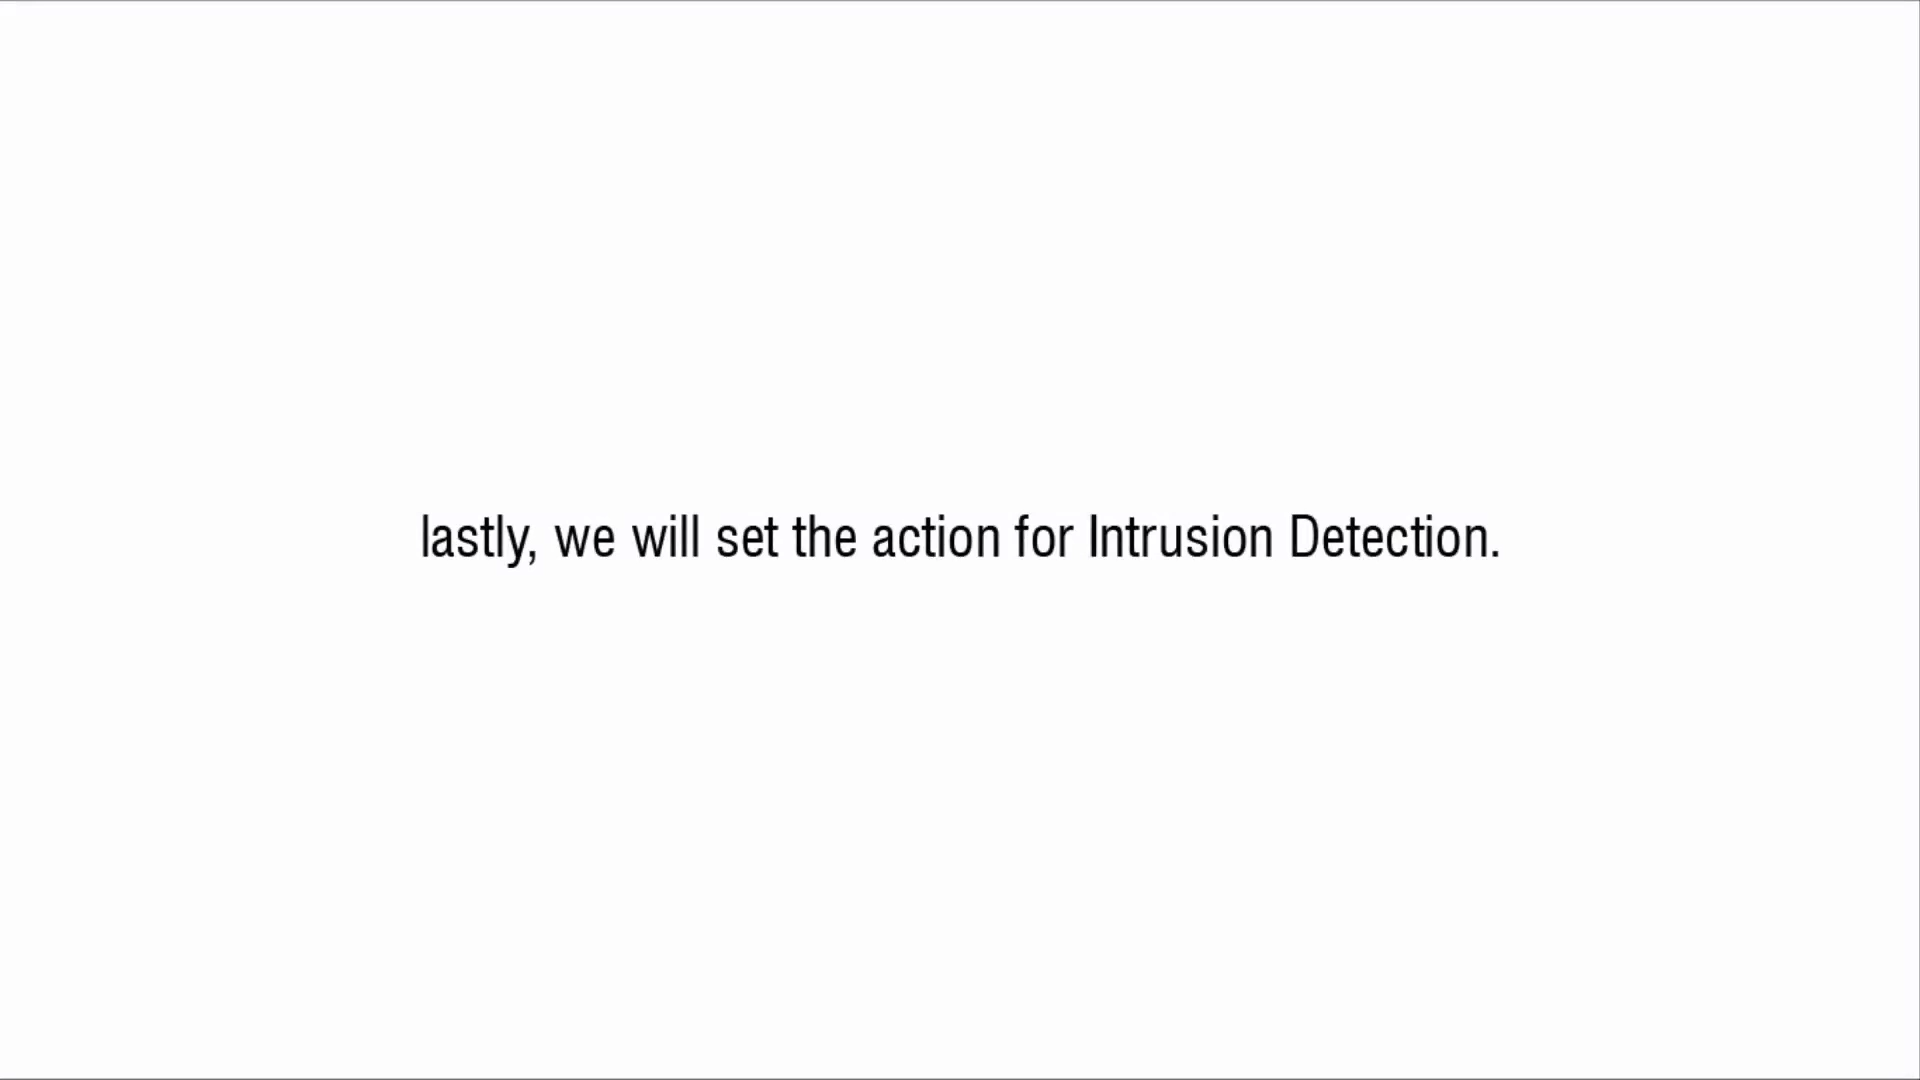 lastly, we will set the action for Intrusion Detection.